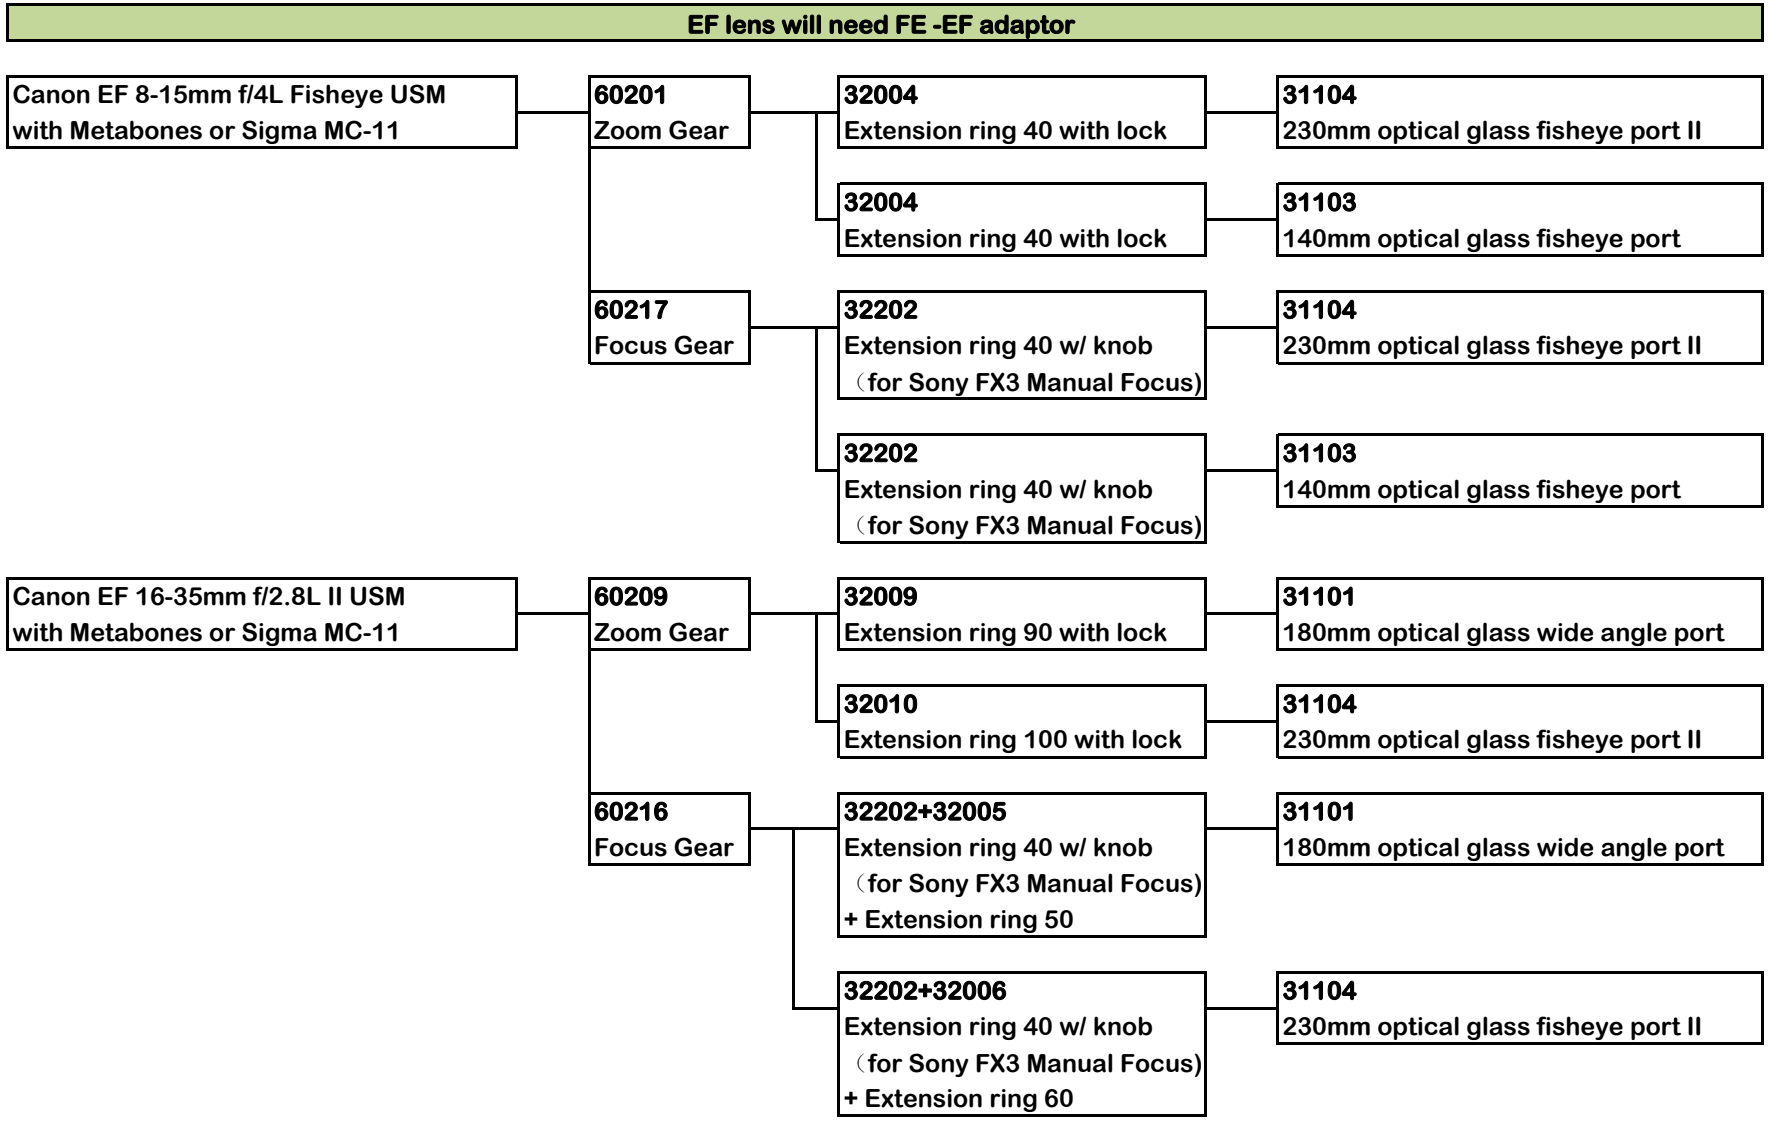 EF lens will need FE -EF adaptor
Canon EF 8-15mm f/4L Fisheye USM
with Metabones or Sigma MC-11
60201
Zoom Gear
32004
Extension ring 40 with lock
31104
230mm optical glass fisheye port II
32004
Extension ring 40 with lock
31103
140mm optical glass fisheye port
60217
Focus Gear
32202
Extension ring 40 w/ knob
（for Sony FX3 Manual Focus)
31104
230mm optical glass fisheye port II
32202
Extension ring 40 w/ knob
（for Sony FX3 Manual Focus)
31103
140mm optical glass fisheye port
Canon EF 16-35mm f/2.8L II USM
with Metabones or Sigma MC-11
60209
Zoom Gear
32009
Extension ring 90 with lock
31101
180mm optical glass wide angle port
32010
Extension ring 100 with lock
31104
230mm optical glass fisheye port II
60216
Focus Gear
32202+32005
Extension ring 40 w/ knob
（for Sony FX3 Manual Focus)
+ Extension ring 50
31101
180mm optical glass wide angle port
32202+32006
Extension ring 40 w/ knob
（for Sony FX3 Manual Focus)
+ Extension ring 60
31104
230mm optical glass fisheye port II